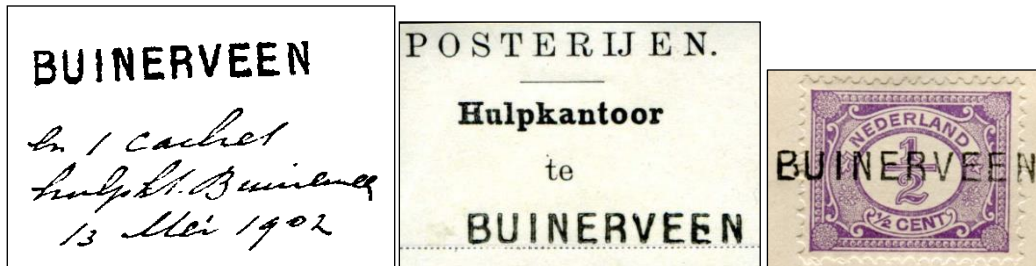 BUINERVEEN
en 1 cachet
hulpkt. Buinerveen
13 Mei 1902
POSTERIJEN.
Hulpkantoor
te
BUINERVEEN
NEDERLAND
1/2
BUINERVEEN
1/2 CENT